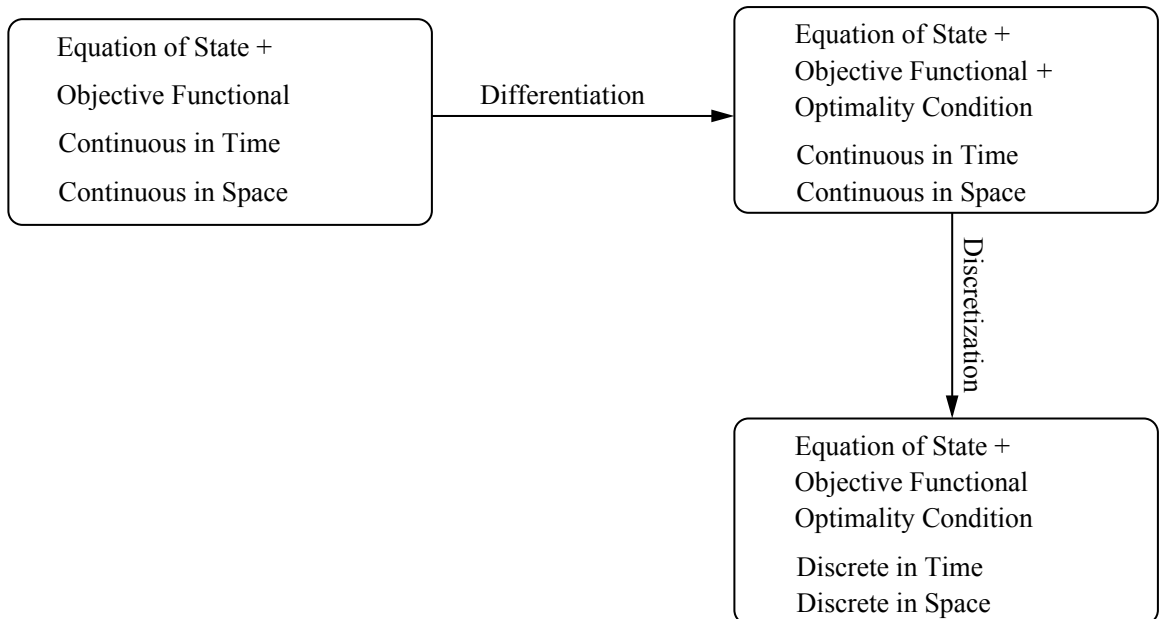 Equation of State +
Objective Functional
Continuous in Time
Continuous in Space
Differentiation
Equation of State +
Objective Functional +
Optimality Condition
Continuous in Time
Continuous in Space
Discretization
Equation of State +
Objective Functional
Optimality Condition
Discrete in Time
Discrete in Space